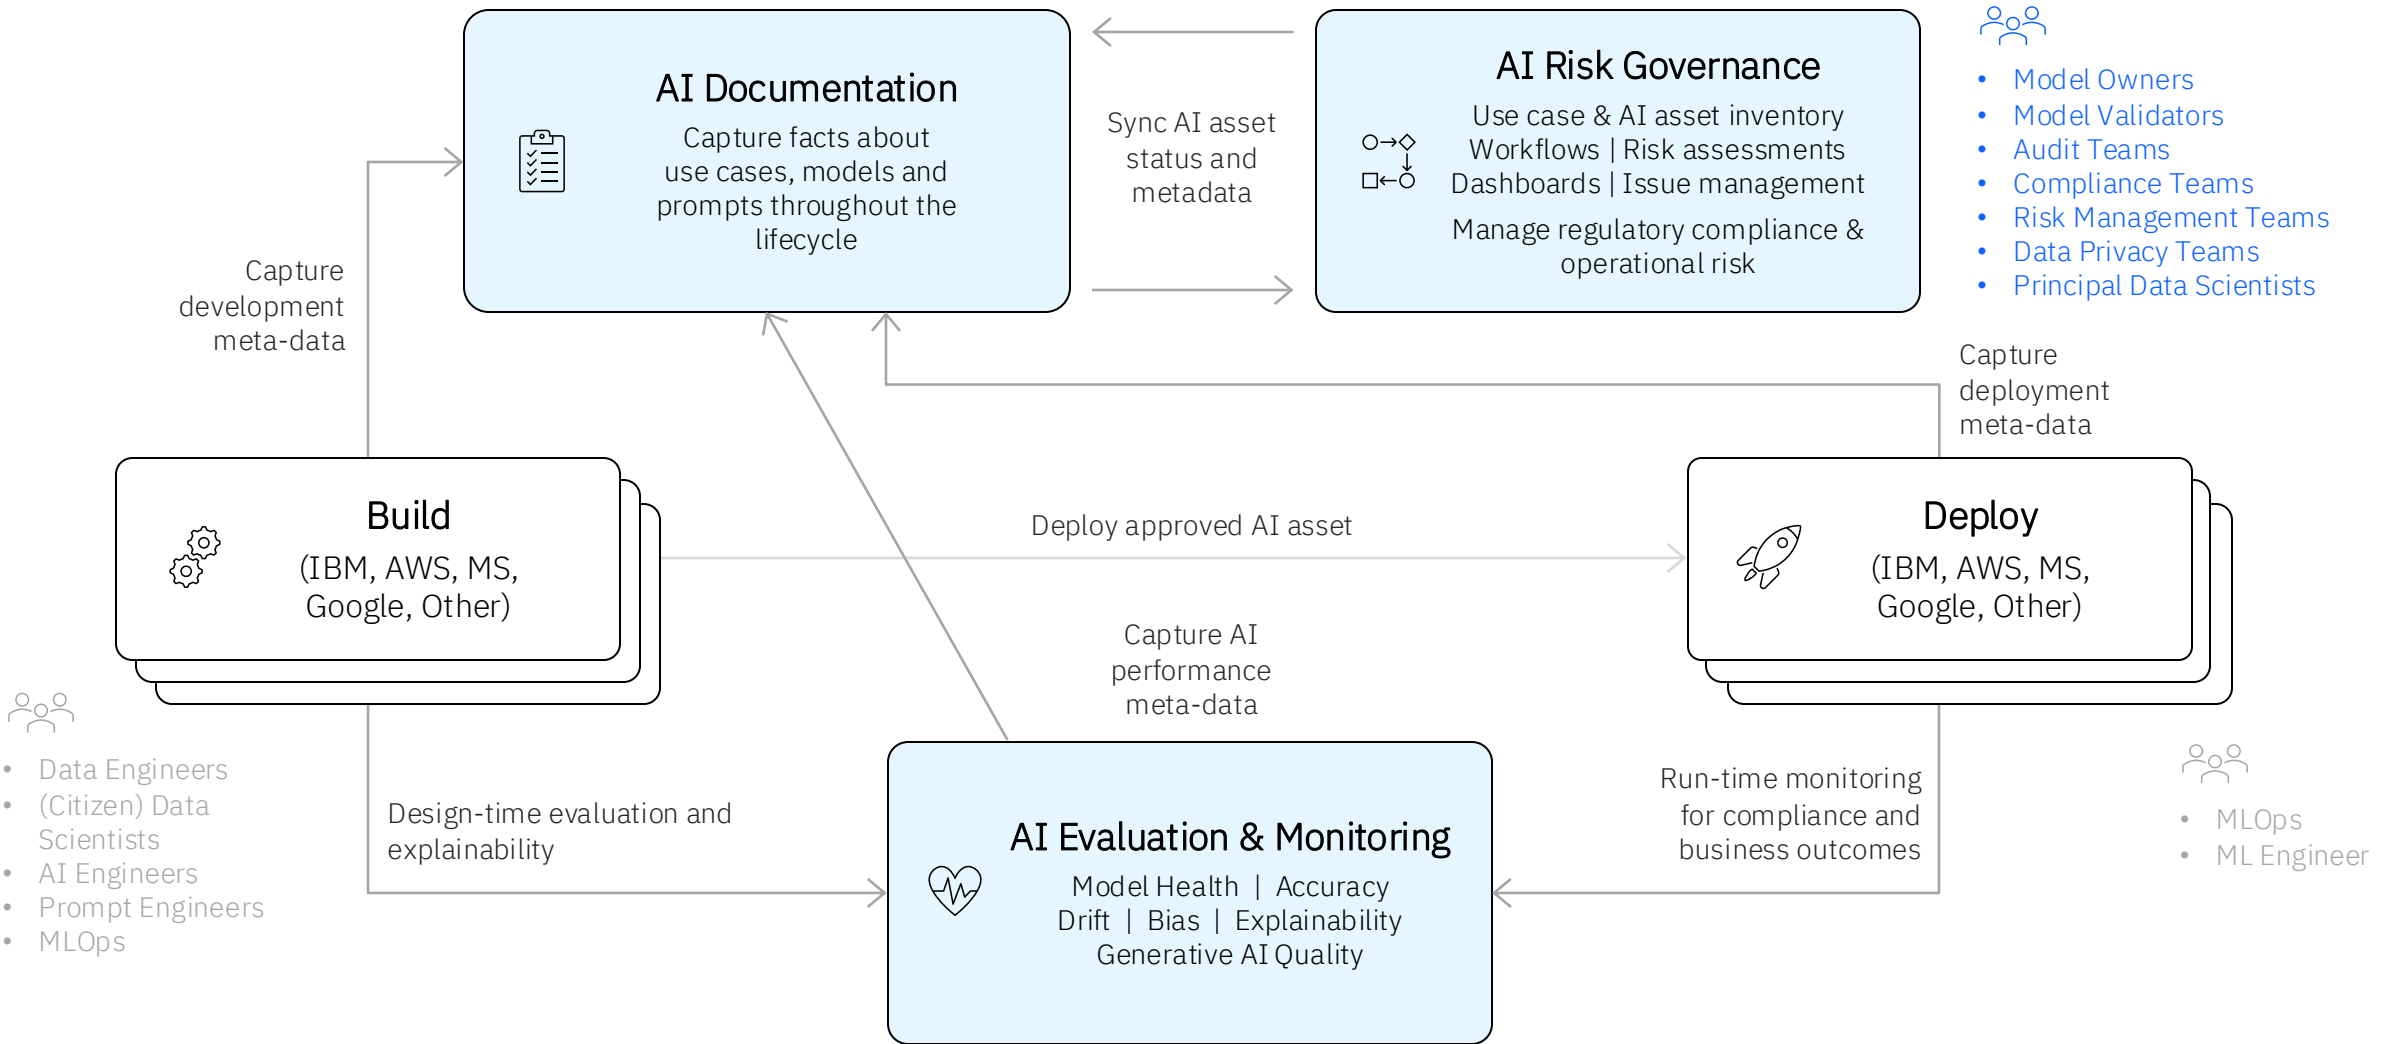 AI Documentation
Capture facts about
use cases, models and
prompts throughout the
lifecycle
Sync AI asset
status and
metadata
AI Risk Governance
Use case & AI asset inventory
Workflows | Risk assessments
Dashboards | Issue management
Manage regulatory compliance &
operational risk
• Model Owners
• Model Validators
• Audit Teams
• Compliance Teams
• Risk Management Teams
• Data Privacy Teams
• Principal Data Scientists
Capture
development
meta-data
Capture
deployment
meta-data
Build
(IBM, AWS, MS,
Google, Other)
Deploy approved AI asset
Deploy
(IBM, AWS, MS,
Google, Other)
Capture AI
performance
meta-data
• Data Engineers
• (Citizen) Data
Scientists
• AI Engineers
• Prompt Engineers
• MLOps
Design-time evaluation and
explainability
AI Evaluation & Monitoring
Model Health | Accuracy
Drift | Bias | Explainability
Generative AI Quality
Run-time monitoring
for compliance and
business outcomes
• MLOps
• ML Engineer